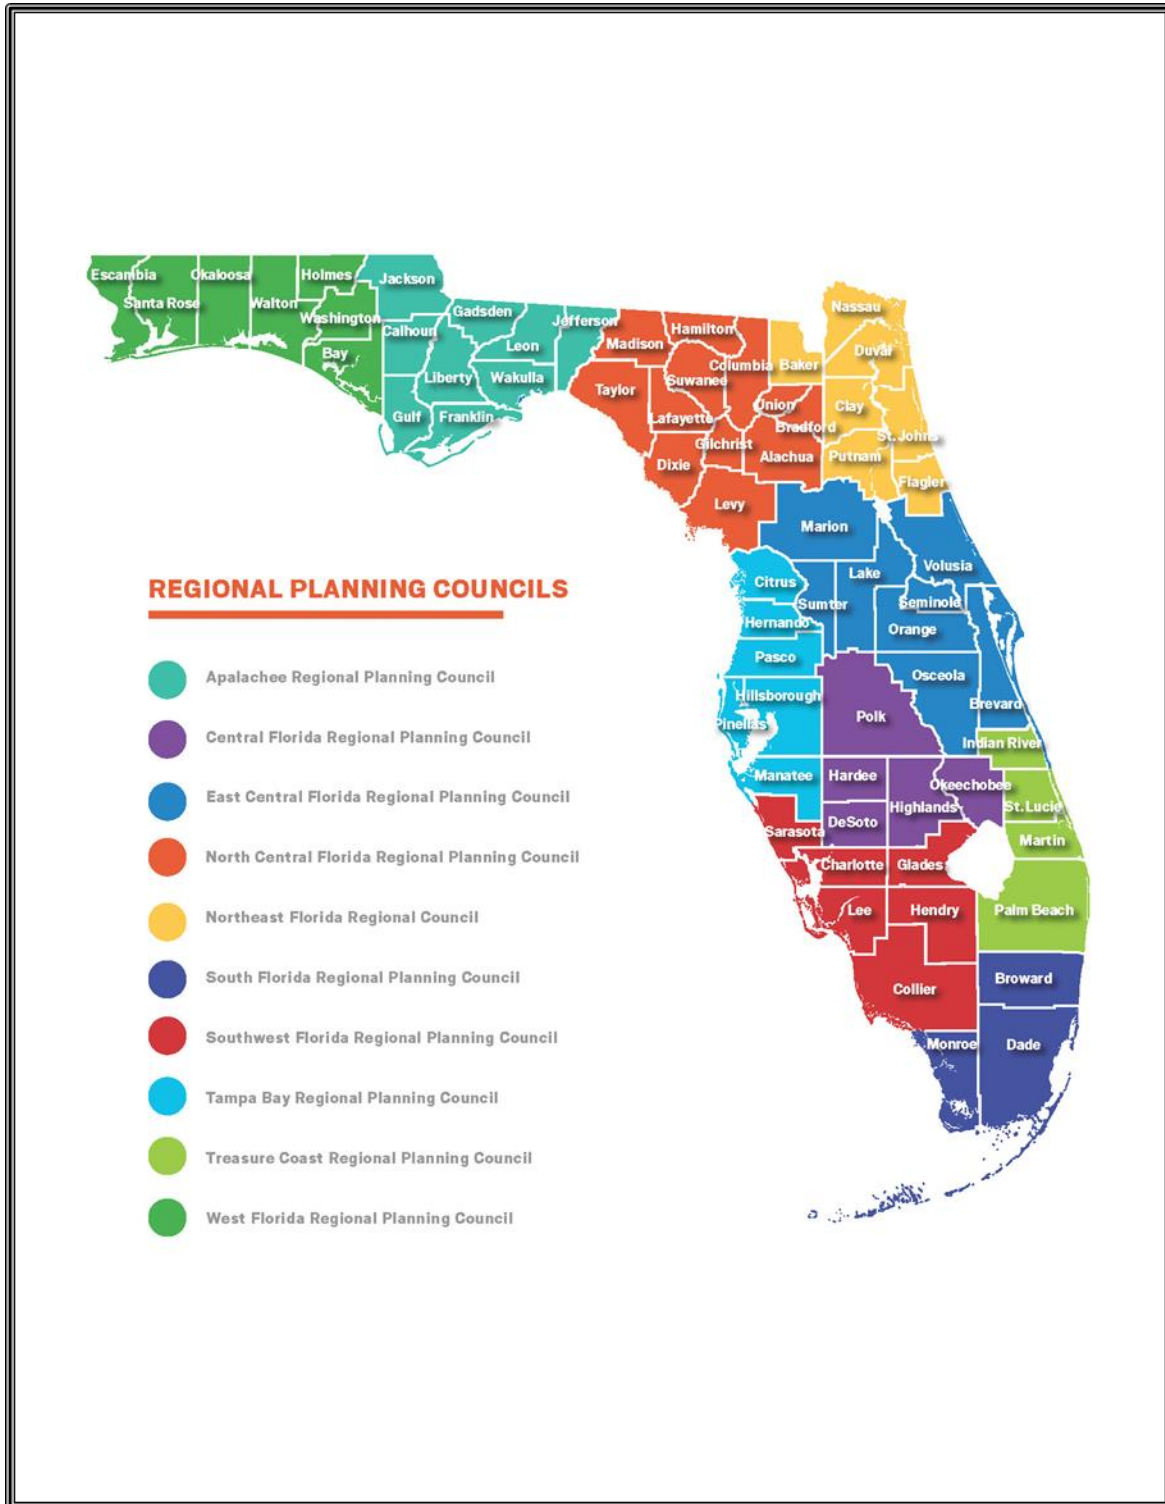 Escambia
Santa Rose
Okaloosa
Walton
Holmes
Washington
Bay
Jackson
Calhoun
Gulf
Gadsden
Liberty
Franklin
Leon
Wakulla
Jefferson
Madison
Taylor
Hamilton
Suwanee
Lafayette
Dixie
Columbia
Gilchrist
Levy
Union
Bradford
Alachua
Baker
Nassau
Duval
Clay
St. Johns
Putnam
Flagler
Marion
Volusia
Lake
Sumter
Seminole
Orange
Osceola
Brevard
Citrus
Hernando
Pasco
Hillsborough
Pinellas
Manatee
Polk
Hardee
DeSoto
Highlands
Okeechobee
Indian River
St. Lucie
Martin
Palm Beach
Sarasota
Charlotte
Glades
Lee
Hendry
Collier
Broward
Monroe
Dade
REGIONAL PLANNING COUNCILS
Apalachee Regional Planning Council
Central Florida Regional Planning Council
East Central Florida Regional Planning Council
North Central Florida Regional Planning Council
Northeast Florida Regional Council
South Florida Regional Planning Council
Southwest Florida Regional Planning Council
Tampa Bay Regional Planning Council
Treasure Coast Regional Planning Council
West Florida Regional Planning Council